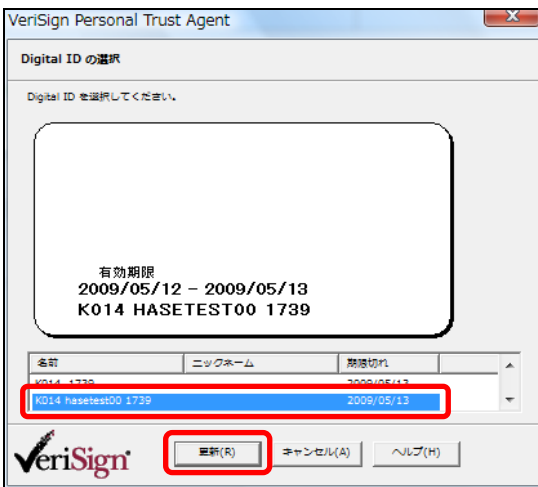 VeriSign Personal Trust Agent
Digital ID の選択
Digital ID を選択してください。
有効期限
2009/05/12 - 2009/05/13
K014 HASETEST00 1739
名前 ニックネーム 期限切れ
K014 1739 2009/05/13
K014 hasetest00 1739 2009/05/13
VeriSign 更新(R) キャンセル(A) ヘルプ(H)